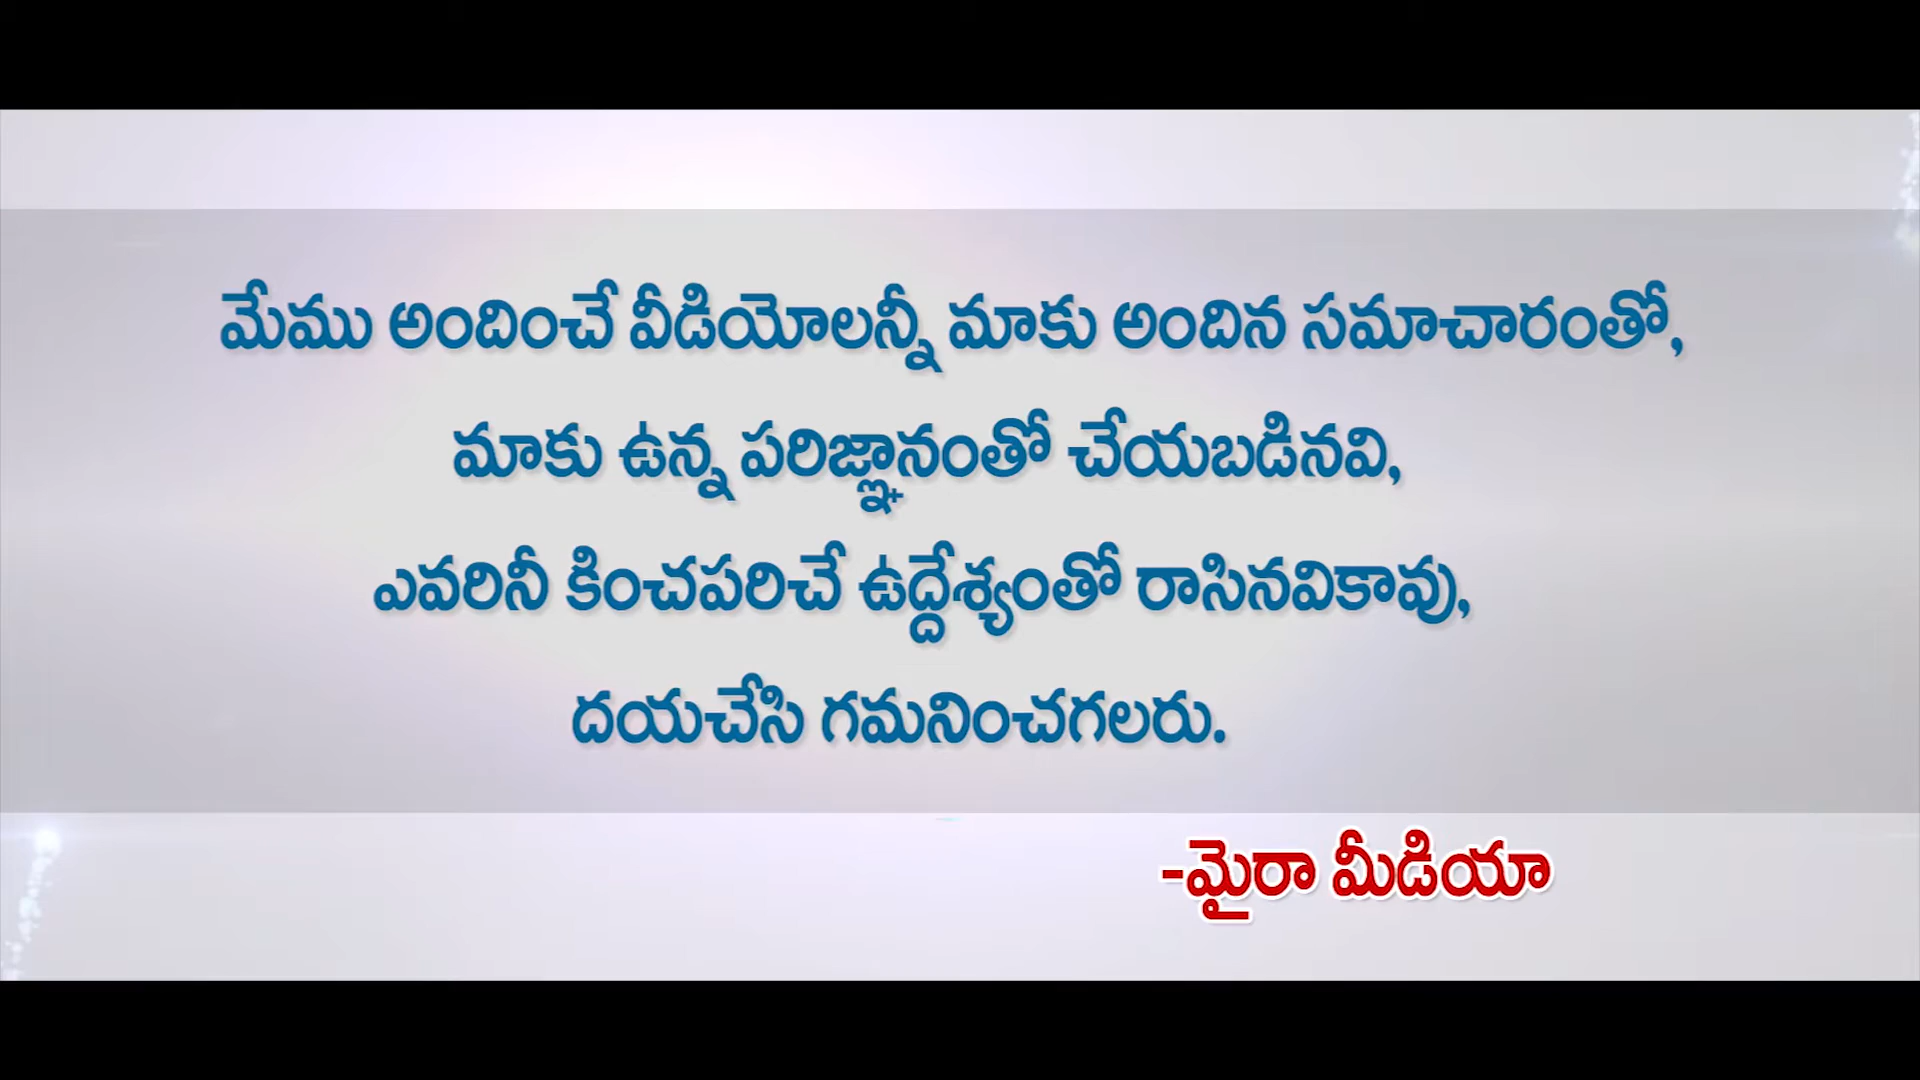 మేము అందించే వీడియోలన్నీ మాకు అందిన సమాచారంతో,
మాకు ఉన్న పరిజ్ఞానంతో చేయబడినవి,
ఎవరినీ కించపరిచే ఉద్దేశ్యంతో రాసినవికావు,
దయచేసి గమనించగలరు.
-మైరా మీడియా